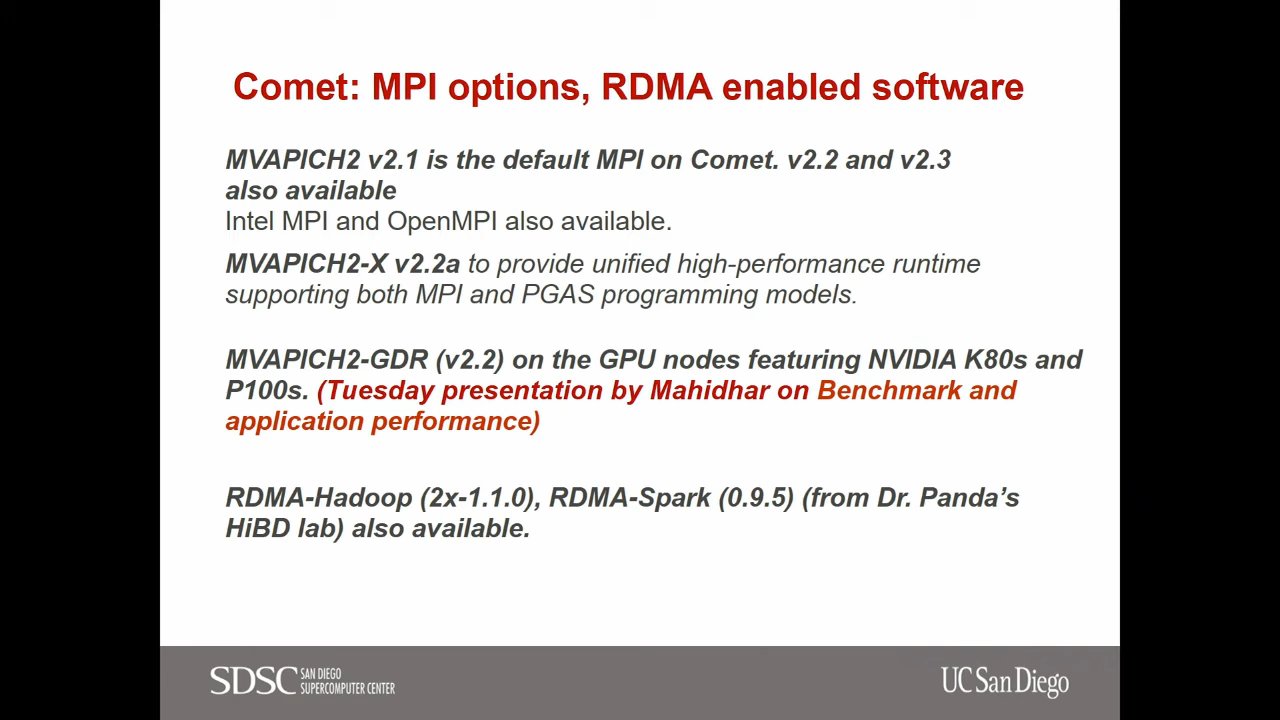 Comet: MPI options, RDMA enabled software
MVAPICH2 v2.1 is the default MPI on Comet. v2.2 and v2.3
also available
Intel MPI and OpenMPI also available.
MVAPICH2-X v2.2a to provide unified high-performance runtime
supporting both MPI and PGAS programming models.
MVAPICH2-GDR (v2.2) on the GPU nodes featuring NVIDIA K80s and
P100s. (Tuesday presentation by Mahidhar on Benchmark and
application performance)
RDMA-Hadoop (2x-1.1.0), RDMA-Spark (0.9.5) (from Dr. Panda’s
HiBD lab) also available.
SDSC SAN DIEGO
SUPERCOMPUTER CENTER
UC San Diego